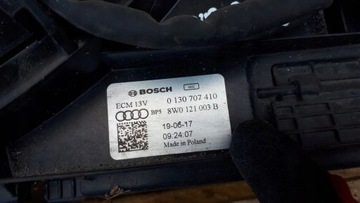 BOSCH
ECM 13V 0 130 707 410
BP5 8W0 121 003 B
19-06-17
09:24:07
Made in Poland